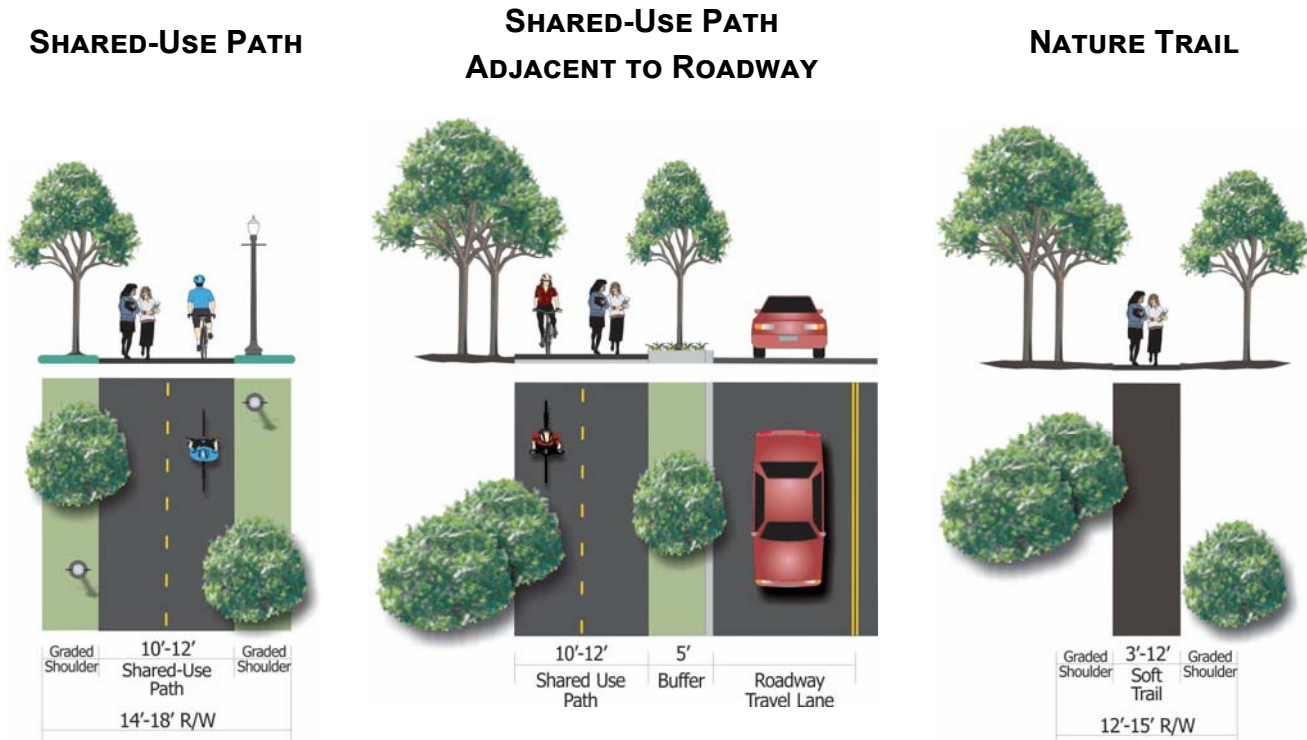 SHARED-USE PATH
10'-12'
Graded
Shoulder
Shared-Use
Path
Graded
Shoulder
14'-18' R/W
SHARED-USE PATH
ADJACENT TO ROADWAY
10'-12'
Shared Use
Path
5'
Buffer
Roadway
Travel Lane
NATURE TRAIL
Graded
Shoulder
3'-12'
Soft
Trail
Graded
Shoulder
12'-15' R/W